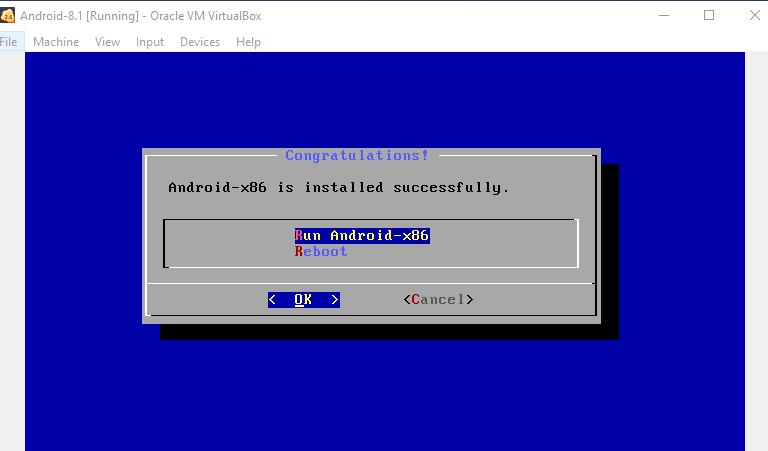 Android-8.1 [Running] - Oracle VM VirtualBox
File Machine View Input Devices Help
Congratulations!
Android-x86 is installed successfully.
Run Android-x86
Reboot
< OK > <Cancel>